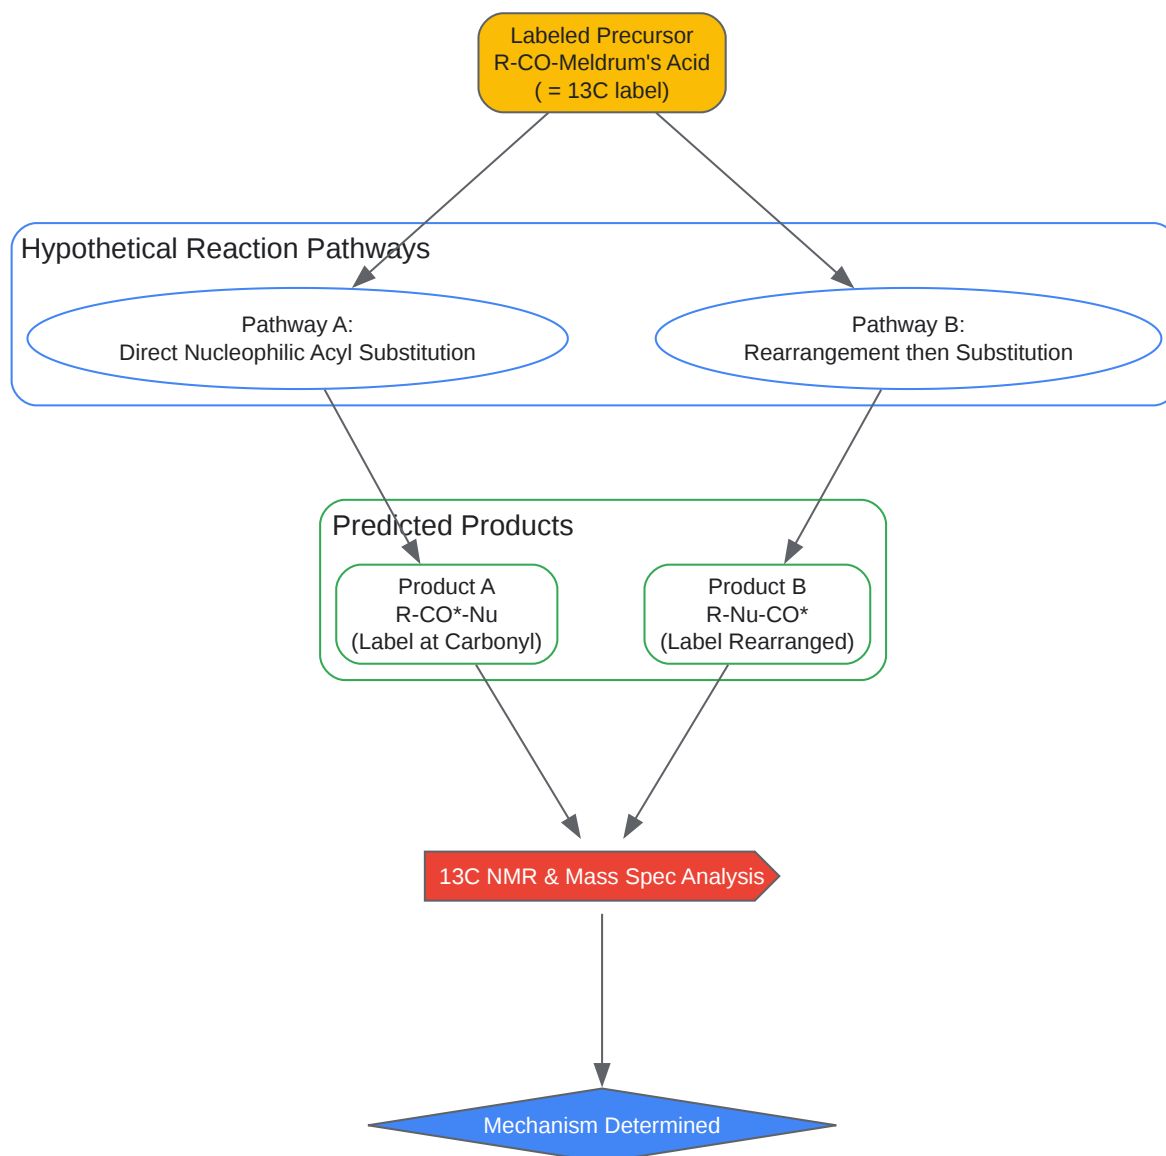 Labeled Precursor
R-CO-Meldrum's Acid
( = 13C label)
Hypothetical Reaction Pathways
Pathway A:
Direct Nucleophilic Acyl Substitution
Pathway B:
Rearrangement then Substitution
Predicted Products
Product A
R-CO*-Nu
(Label at Carbonyl)
Product B
R-Nu-CO*
(Label Rearranged)
13C NMR & Mass Spec Analysis
Mechanism Determined